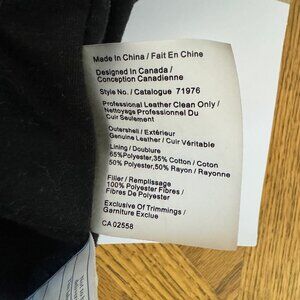 Made In China / Fait En Chine
Designed In Canada /
Conception Canadienne
Style No. / Catalogue 71976
Professional Leather Clean Only /
Nettoyage Professionnel Du
Cuir Seulement
Outershell / Extérieur
Genuine Leather / Cuir Véritable
Lining / Doublure
65%Polyester,35% Cotton / Coton
50% Polyester,50% Rayon / Rayonne
Filler / Remplissage
100% Polyester Fibres /
Fibres De Polyester
Exclusive Of Trimmings /
Garniture Exclue
CA 02558